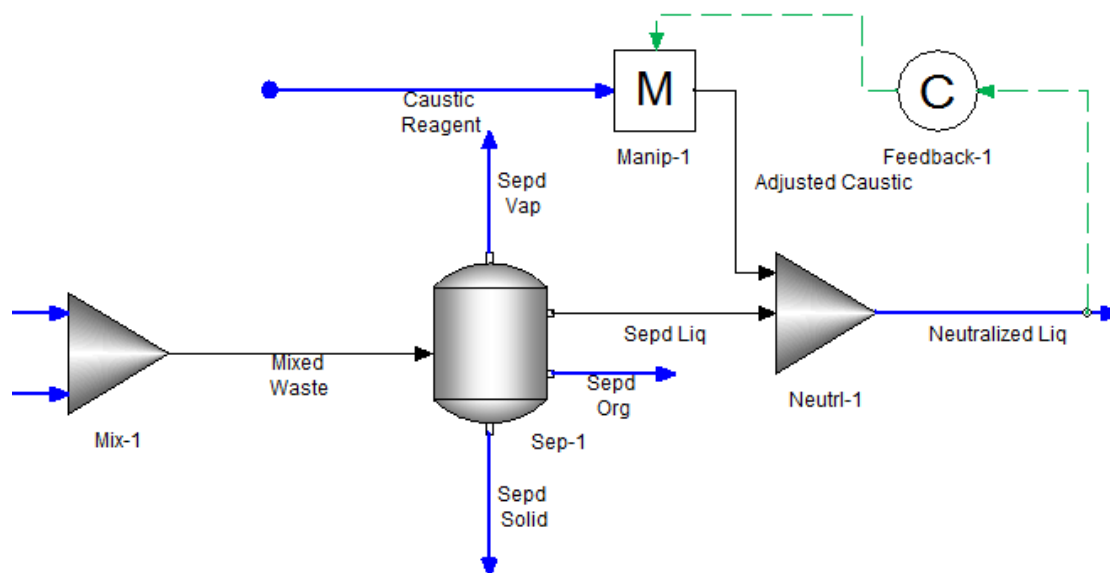 M
C
Caustic
Reagent
Manip-1
Feedback-1
Sepd
Vap
Adjusted Caustic
Sepd Liq
Neutralized Liq
Mixed
Waste
Sepd
Org
Neutrl-1
Mix-1
Sep-1
Sepd
Solid